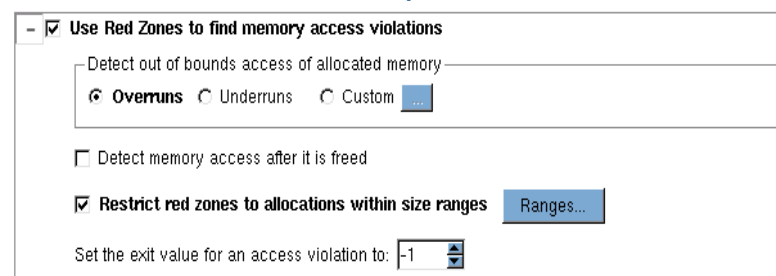 Use Red Zones to find memory access violations
Detect out of bounds access of allocated memory
Overruns Underruns Custom ...
Detect memory access after it is freed
Restrict red zones to allocations within size ranges Ranges...
Set the exit value for an access violation to: -1